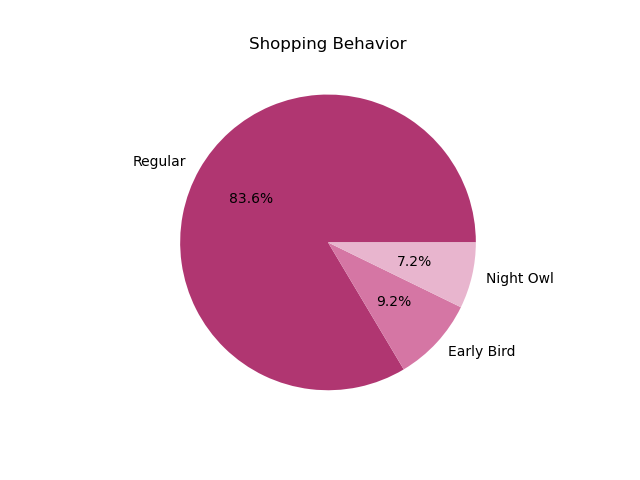 Shopping Behavior
Regular
83.6%
7.2%
Night Owl
9.2%
Early Bird